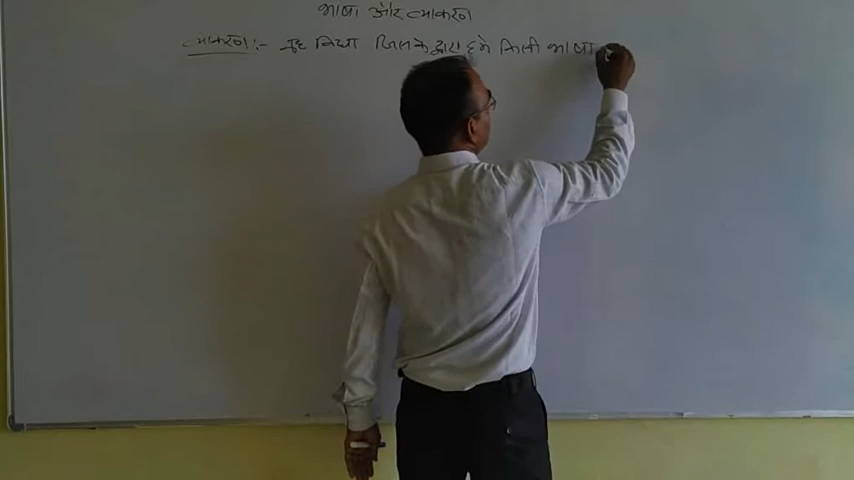 भाषा और व्याकरण
व्याकरण :- वह विद्या जिसके द्वारा हमे किसी भाषा